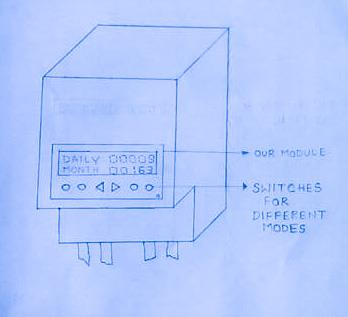 DAILY 00009
MONTH 00163
OUR MODULE
SWITCHES
FOR
DIFFERENT
MODES